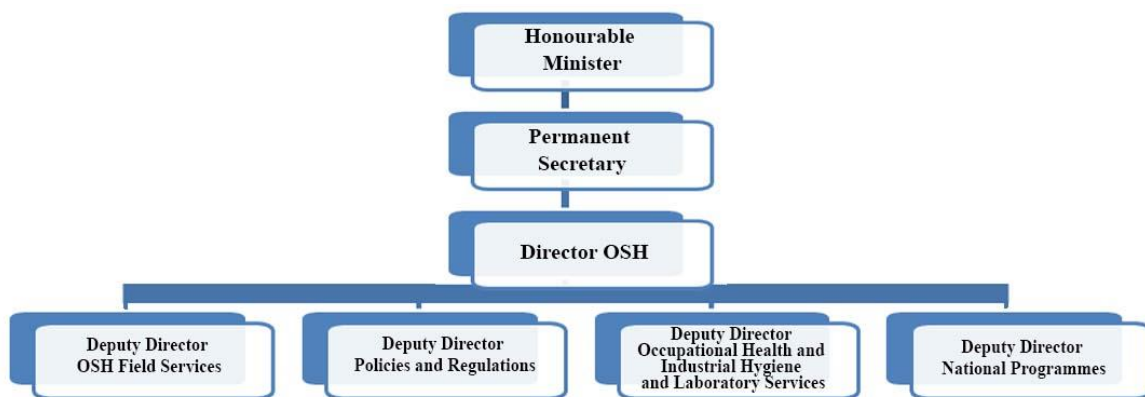 Honourable
Minister
Permanent
Secretary
Director OSH
Deputy Director
OSH Field Services
Deputy Director
Policies and Regulations
Deputy Director
Occupational Health and
Industrial Hygiene
and Laboratory Services
Deputy Director
National Programmes